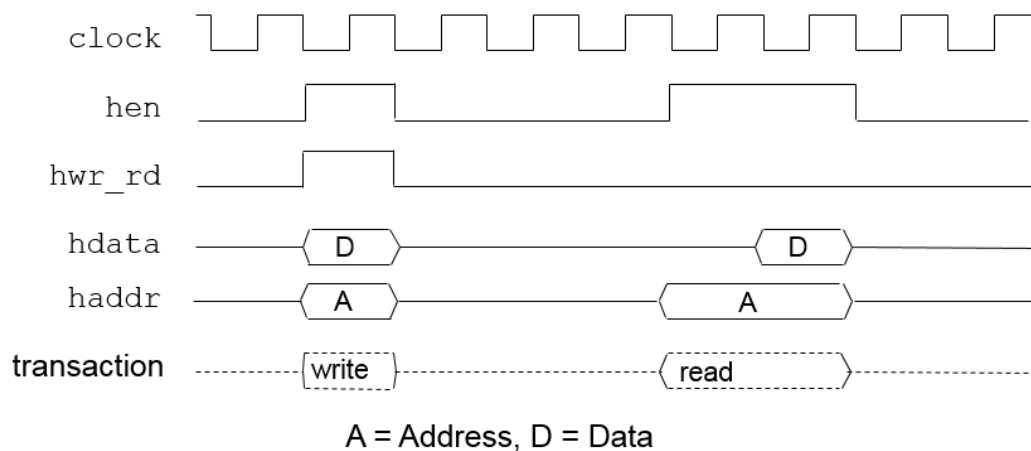 clock
hen
hwr_rd
hdata D D
haddr A A
transaction write read
A = Address, D = Data